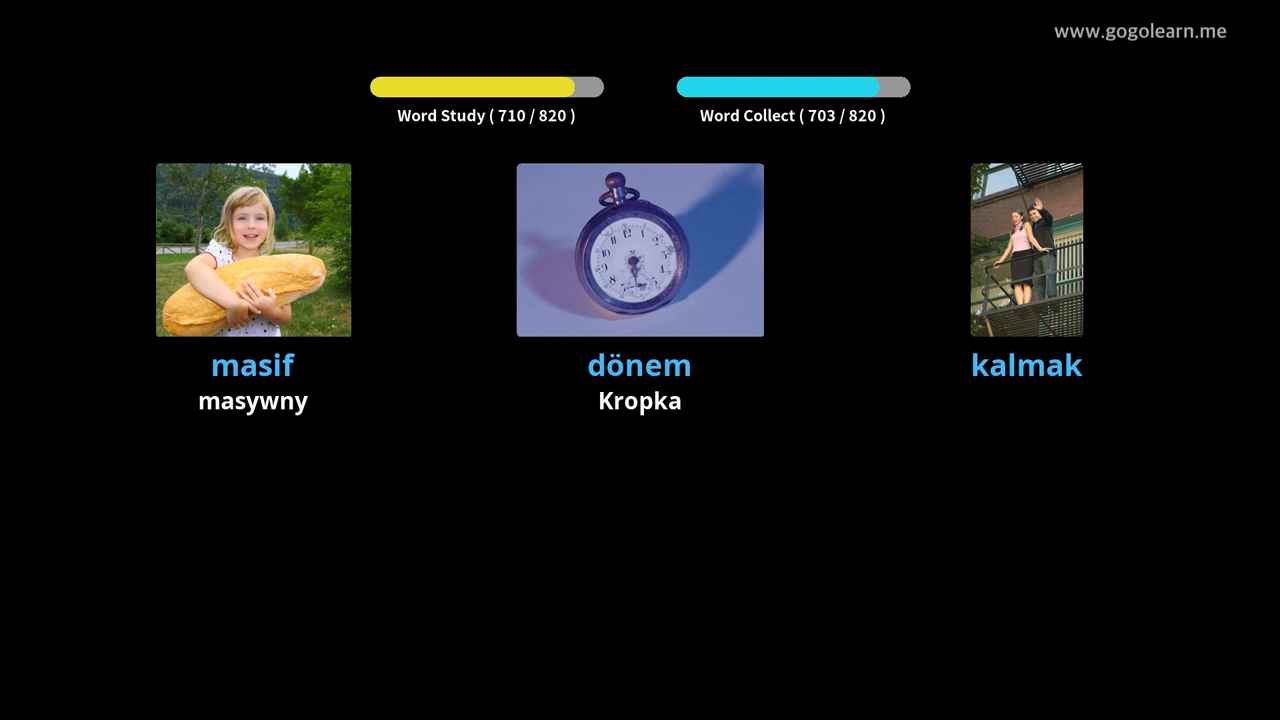 www.gogolearn.me
Word Study ( 710 / 820 )
Word Collect ( 703 / 820 )
masif
dönem
kalmak
masywny
Kropka